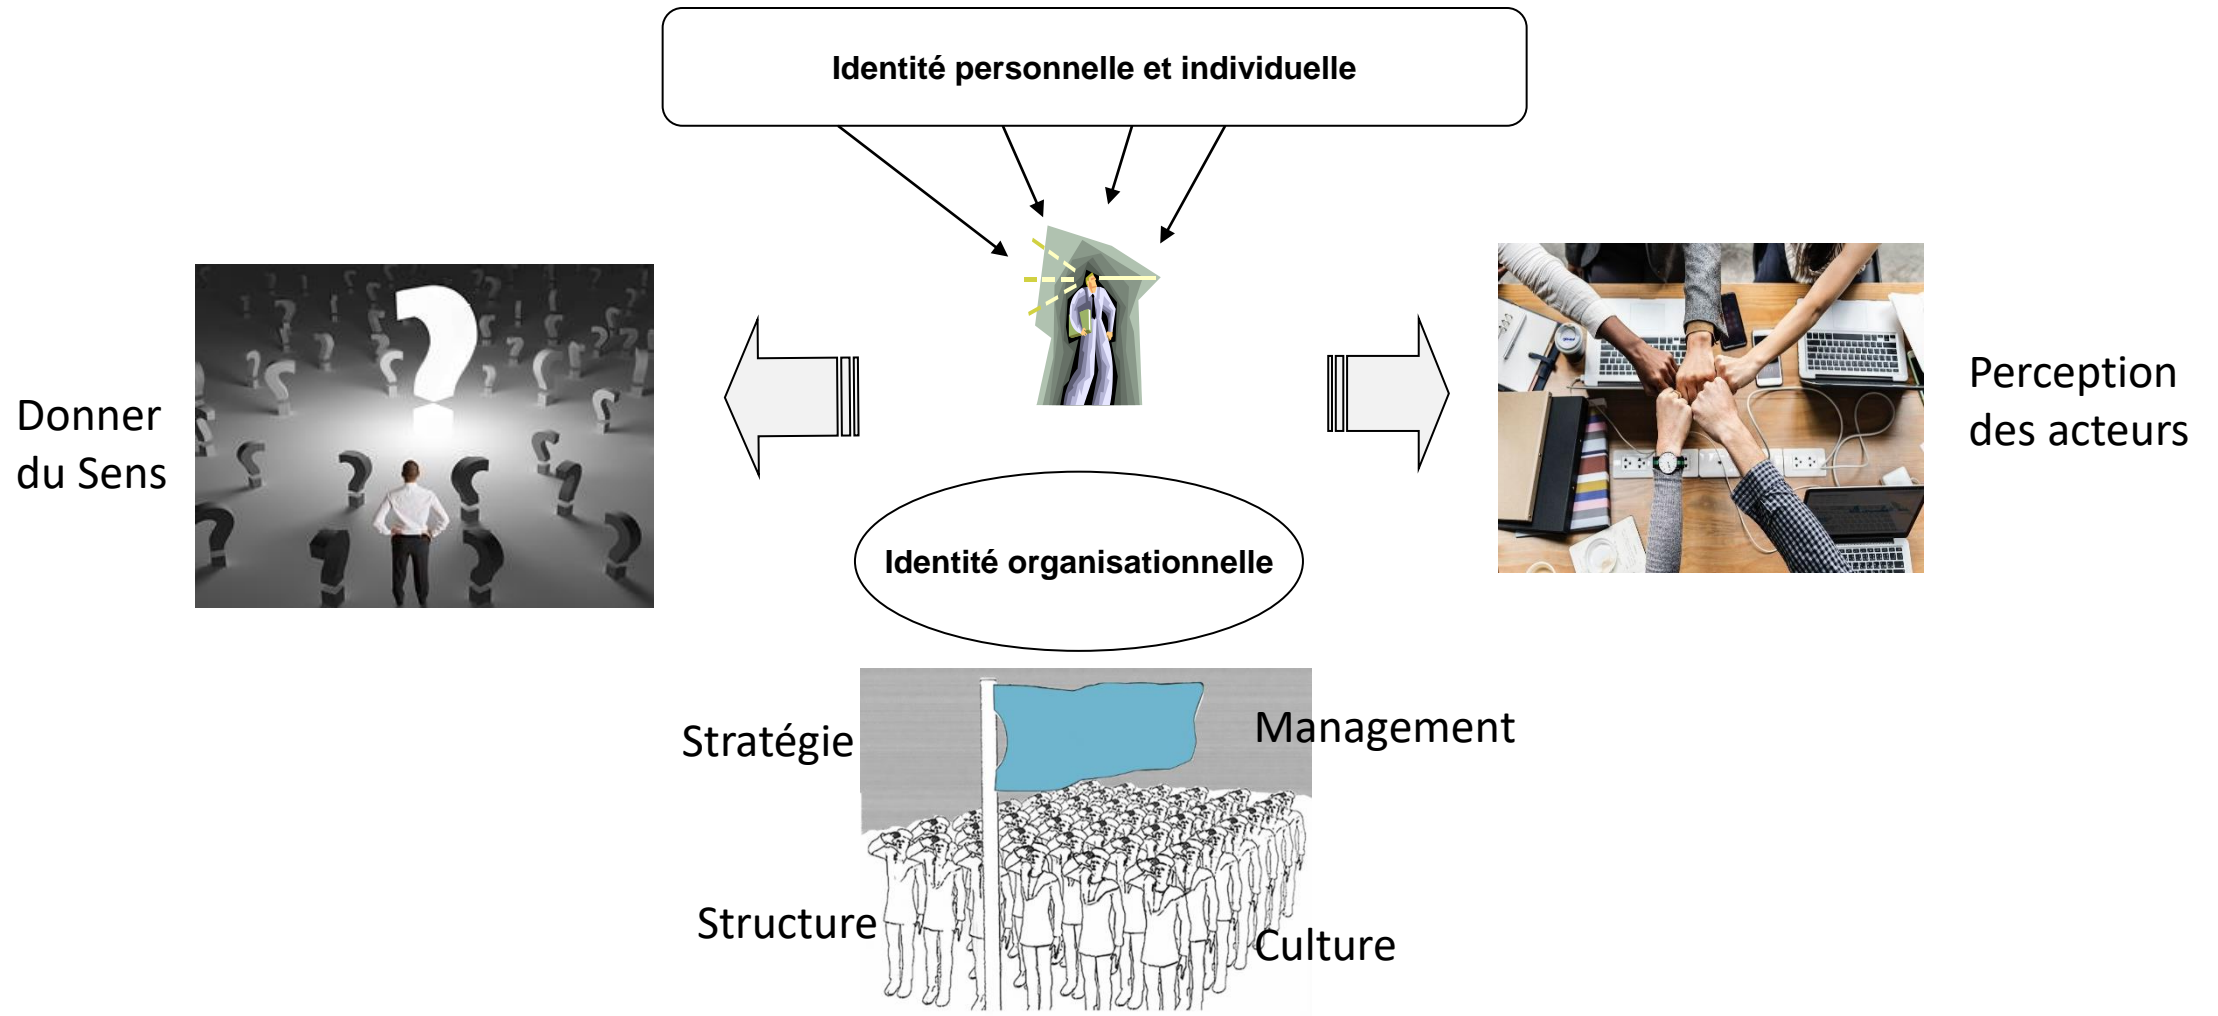 Identité personnelle et individuelle
Donner
du Sens
Perception
des acteurs
Identité organisationnelle
Stratégie
Management
Structure
Culture